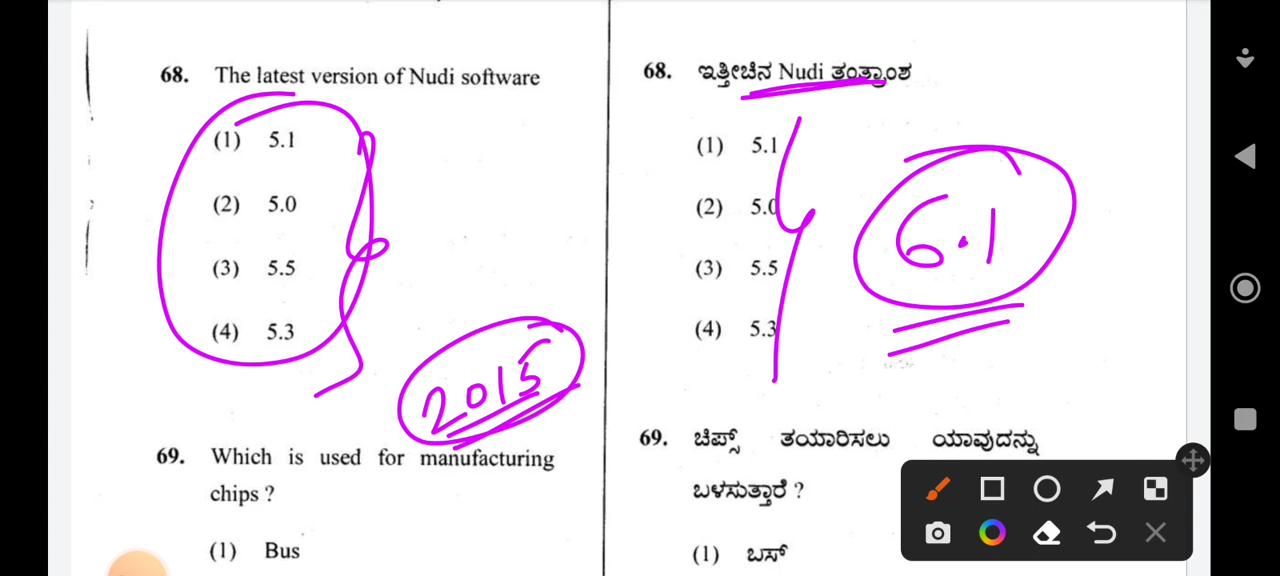 68. The latest version of Nudi software
(1) 5.1
(2) 5.0
(3) 5.5
(4) 5.3
2015
69. Which is used for manufacturing
chips ?
(1) Bus
68. ಇತ್ತೀಚಿನ Nudi ತಂತ್ರಾಂಶ
(1) 5.1
(2) 5.0
(3) 5.5
(4) 5.3
6.1
69. ಚಿಪ್ಸ್ ತಯಾರಿಸಲು ಯಾವುದನ್ನು
ಬಳಸುತ್ತಾರೆ ?
(1) ಬಸ್